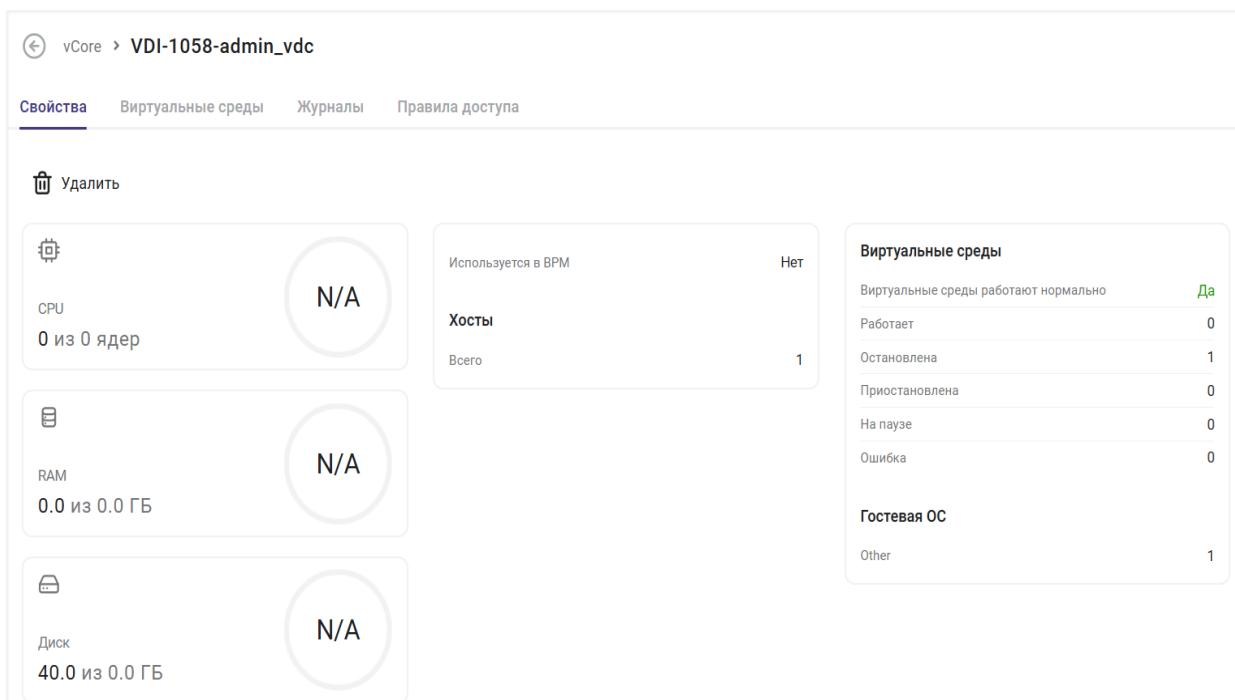 vCore > VDI-1058-admin_vdc
Свойства Виртуальные среды Журналы Правила доступа
Удалить
CPU
0 из 0 ядер
N/A
RAM
0.0 из 0.0 ГБ
N/A
Диск
40.0 из 0.0 ГБ
N/A
Используется в ВРМ Нет
Хосты
Всего 1
Виртуальные среды
Виртуальные среды работают нормально Да
Работает 0
Остановлена 1
Приостановлена 0
На паузе 0
Ошибка 0
Гостевая ОС
Other 1